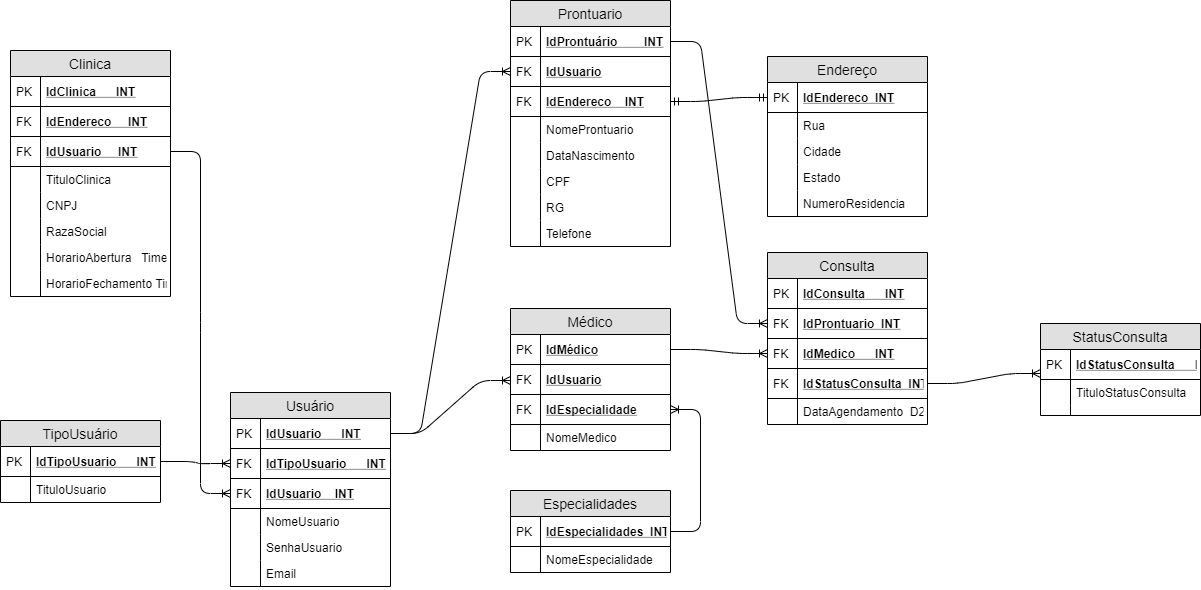 Clinica
PK IdClinica INT
FK IdEndereco INT
FK IdUsuario INT
TituloClinica
CNPJ
RazaSocial
HorarioAbertura Time
HorarioFechamento Ti
TipoUsuário
PK IdTipoUsuario INT
TituloUsuario
Usuário
PK IdUsuario INT
FK IdTipoUsuario INT
FK IdUsuario INT
NomeUsuario
SenhaUsuario
Email
Prontuario
PK IdProntuário INT
FK IdUsuario
FK IdEndereco INT
NomeProntuario
DataNascimento
CPF
RG
Telefone
Médico
PK IdMédico
FK IdUsuario
FK IdEspecialidade
NomeMedico
Especialidades
PK IdEspecialidades INT
NomeEspecialidade
Endereço
PK IdEndereco INT
Rua
Cidade
Estado
NumeroResidencia
Consulta
PK IdConsulta INT
FK IdProntuario INT
FK IdMedico INT
FK IdStatusConsulta INT
DataAgendamento D2
StatusConsulta
PK IdStatusConsulta I
TituloStatusConsulta